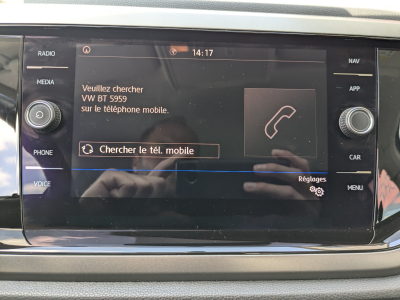 RADIO
MEDIA
PHONE
VOICE
14:17
Veuillez chercher
VW BT 5959
sur le téléphone mobile.
Chercher le tél. mobile
Réglages
NAV
APP
CAR
MENU